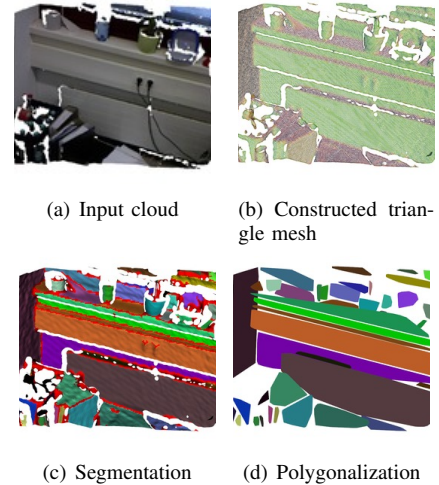 (a) Input cloud
(b) Constructed trian-
gle mesh
(c) Segmentation
(d) Polygonalization